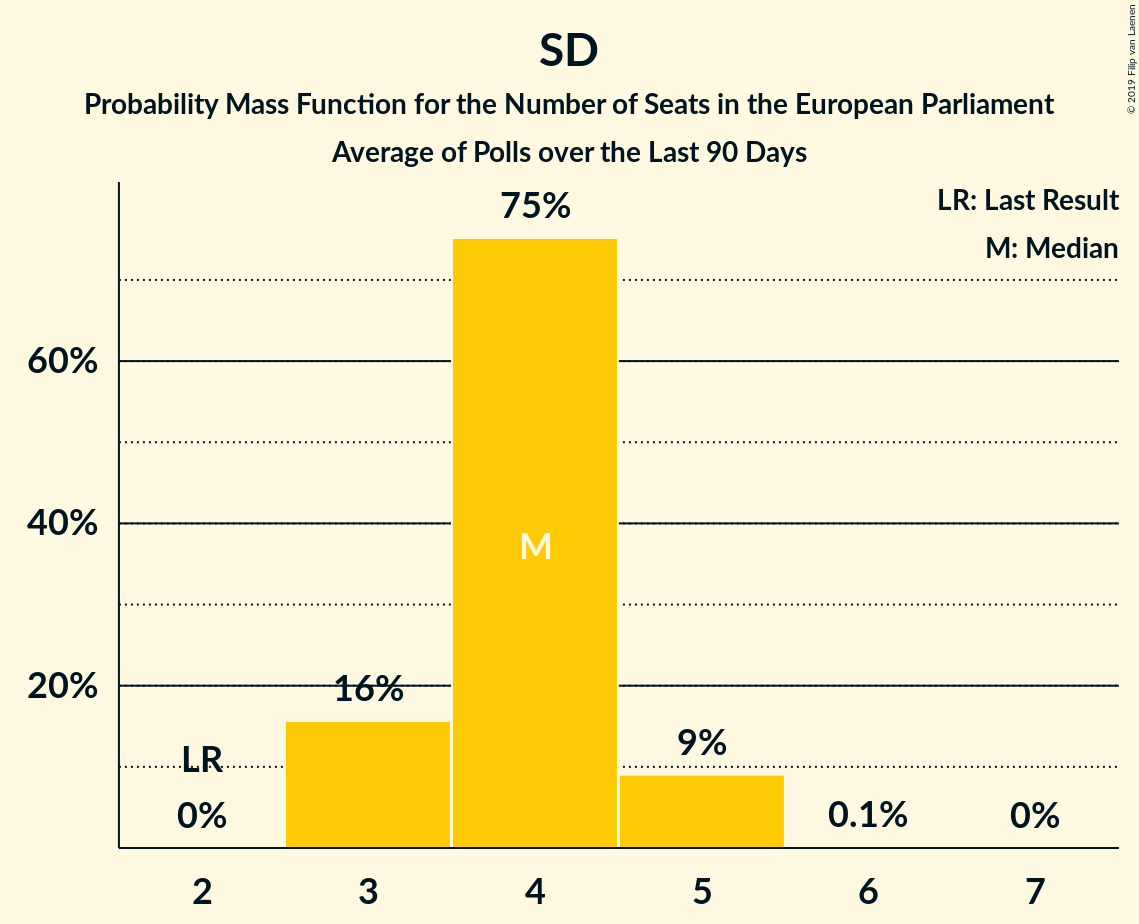 SD
Probability Mass Function for the Number of Seats in the European Parliament
Average of Polls over the Last 90 Days
© 2019 Filip van Laenen
LR: Last Result
M: Median
75%
60%
40%
M
20%
16%
LR
9%
0%
0.1%
0%
2 3 4 5 6 7